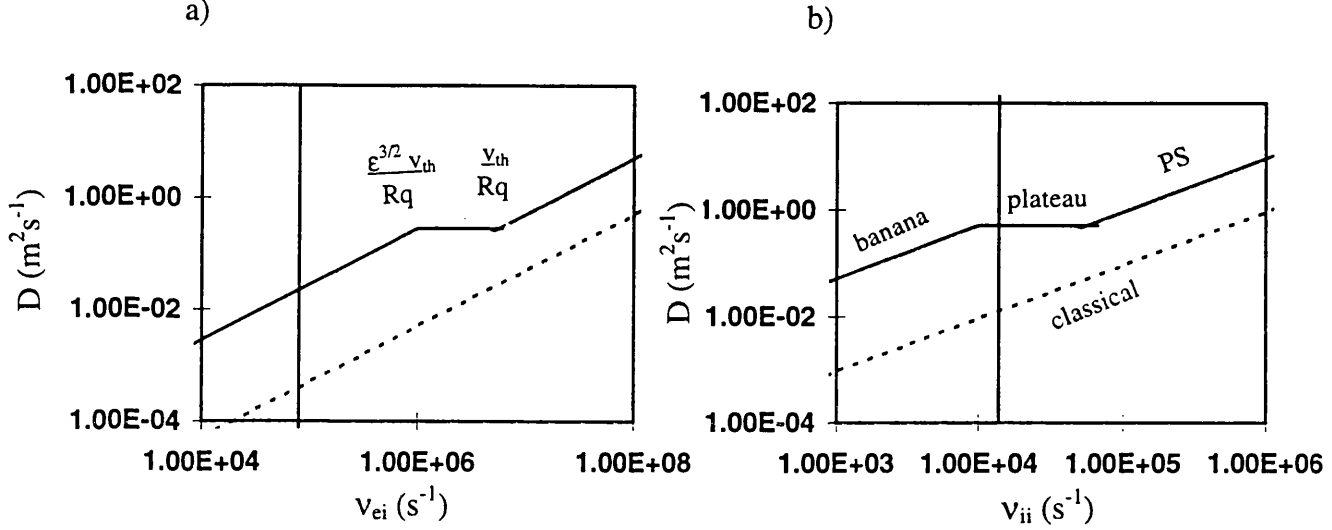 a)
1.00E+02
1.00E+00
1.00E-02
1.00E-04
D (m²s⁻¹)
ε^{3/2} ν_th
Rq
ν_th
Rq
1.00E+04 1.00E+06 1.00E+08
ν_ei (s⁻¹)
b)
1.00E+02
1.00E+00
1.00E-02
1.00E-04
D (m²s⁻¹)
banana
plateau
PS
classical
1.00E+03 1.00E+04 1.00E+05 1.00E+06
ν_ii (s⁻¹)